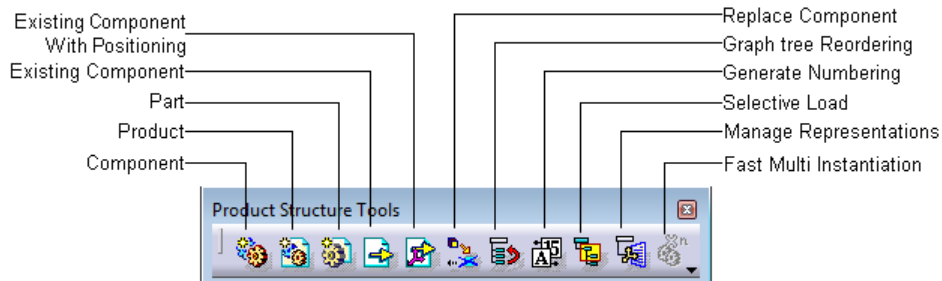 Existing Component
With Positioning
Existing Component
Part
Product
Component
Replace Component
Graph tree Reordering
Generate Numbering
Selective Load
Manage Representations
Fast Multi Instantiation
Product Structure Tools